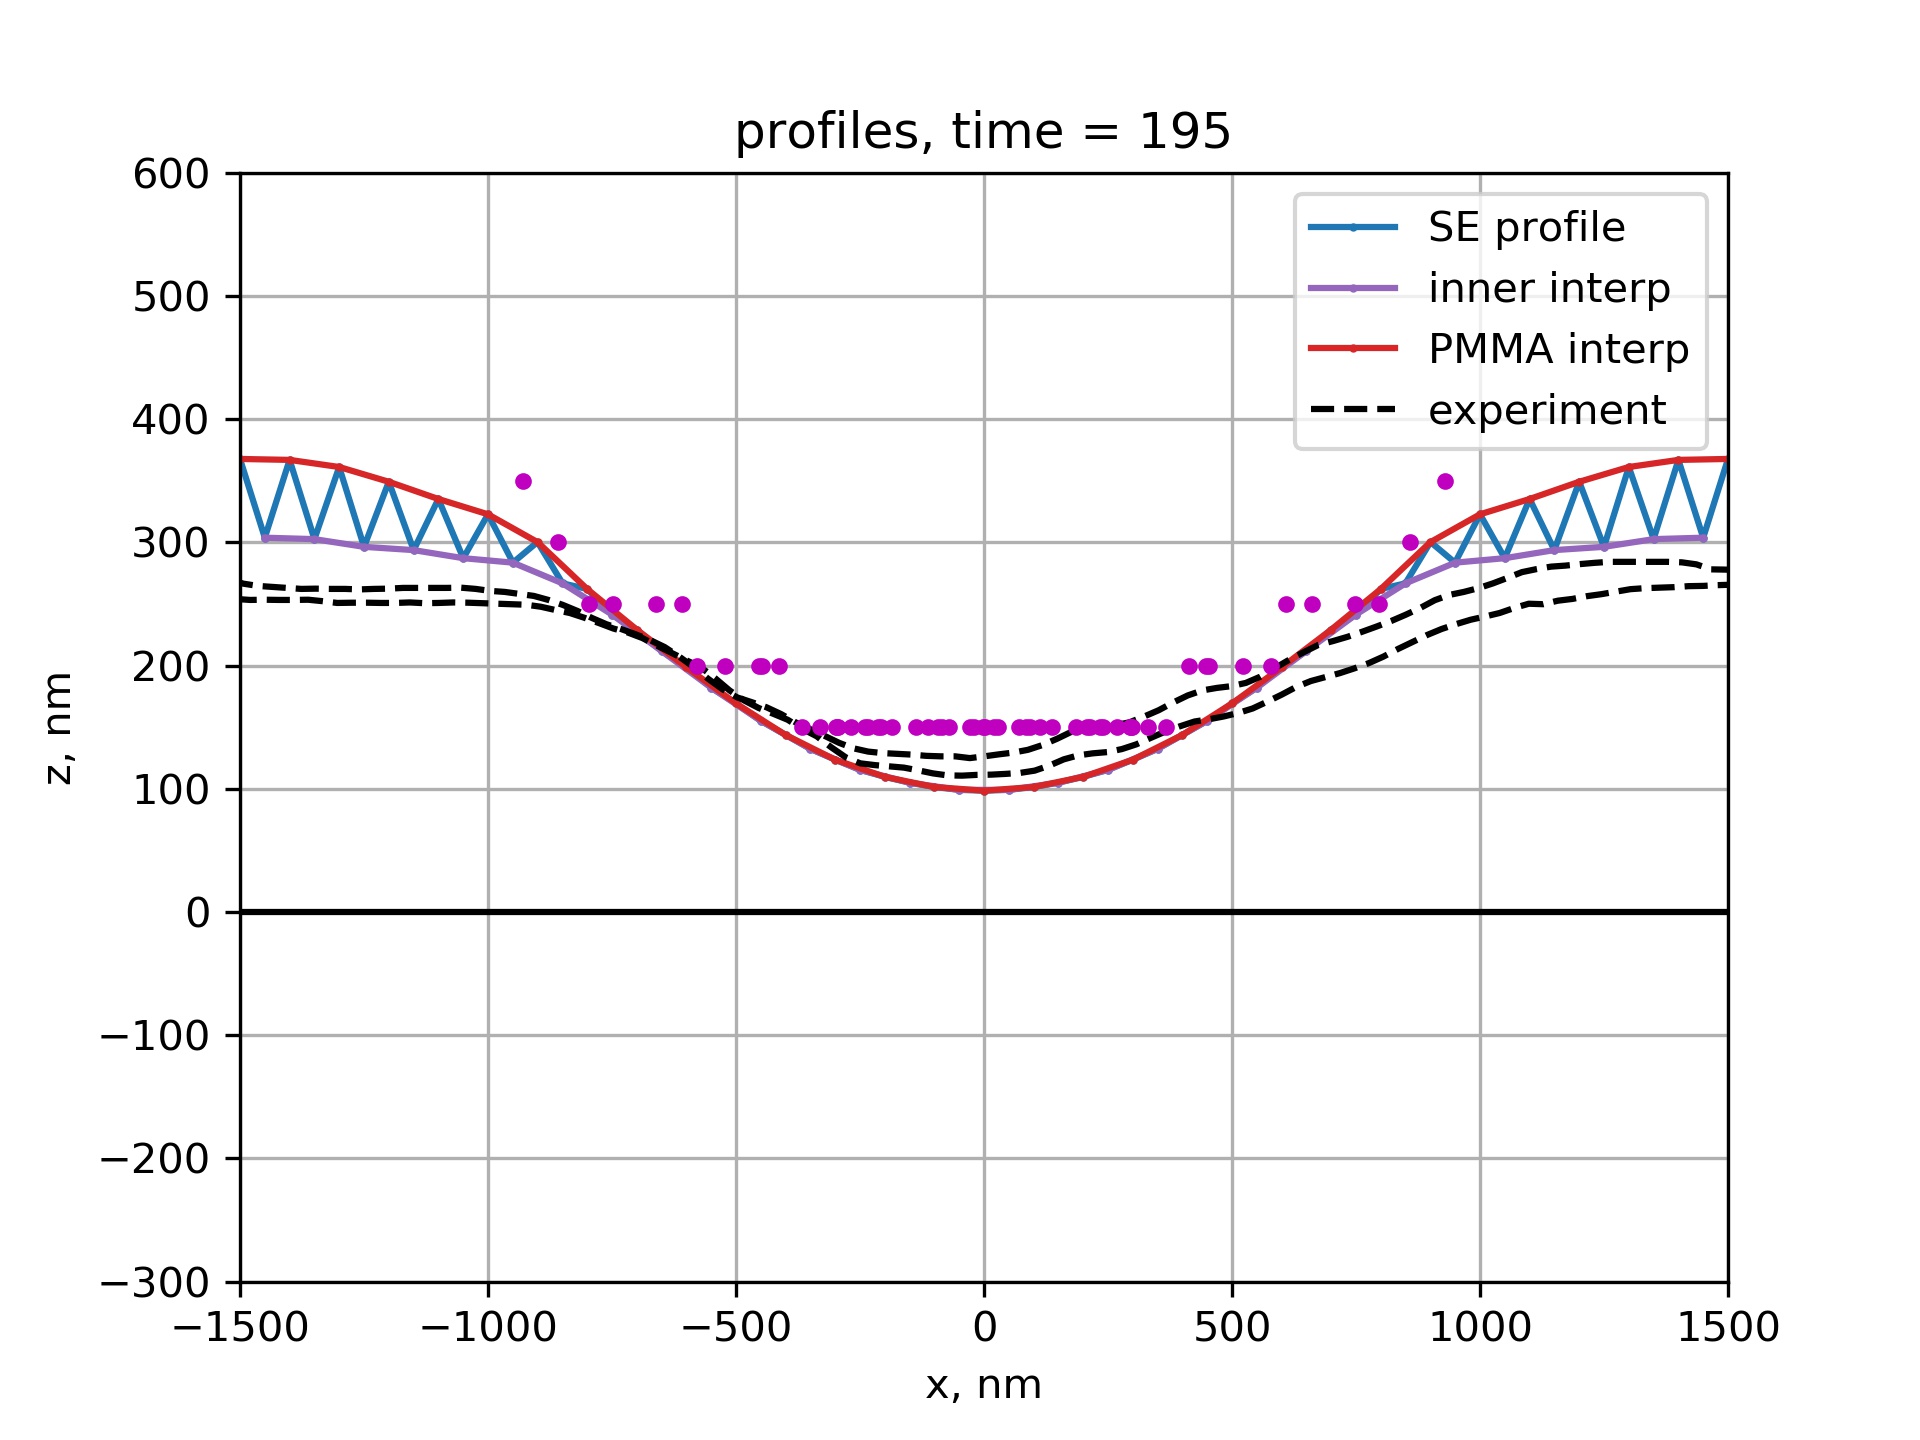 profiles, time = 195
600
500
400
300
200
100
0
−100
−200
−300
z, nm
SE profile
inner interp
PMMA interp
experiment
−1500 −1000 −500 0 500 1000 1500
x, nm